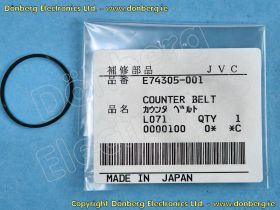 Donberg Electronics Ltd. - www.donberg.ie
補修部品 JVC
品番 E74305-001
COUNTER BELT
品名 カウンタ ベルト
L071 QTY 1
0000100 0* *C
MADE IN JAPAN
Donberg Electronics Ltd. - www.donberg.ie